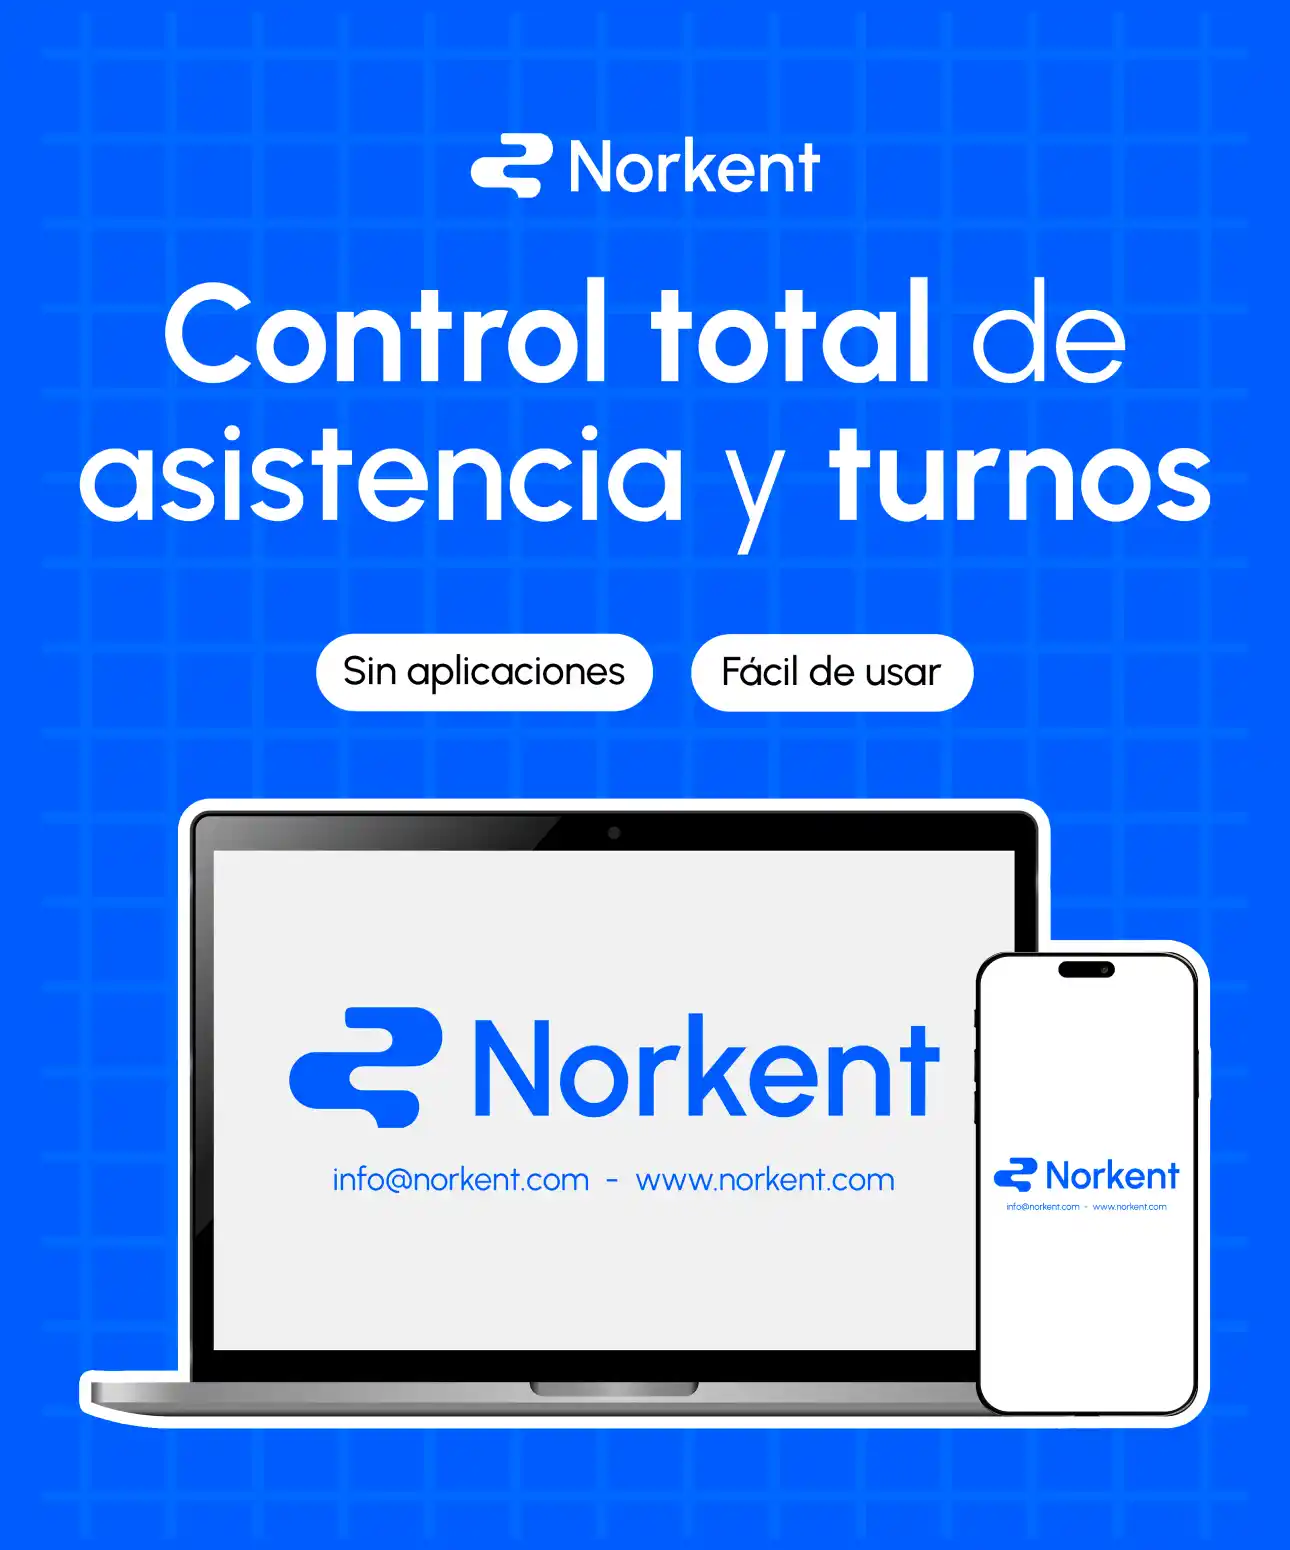 Norkent
Control total de
asistencia y turnos
Sin aplicaciones
Fácil de usar
Norkent
info@norkent.com - www.norkent.com
Norkent
info@norkent.com - www.norkent.com